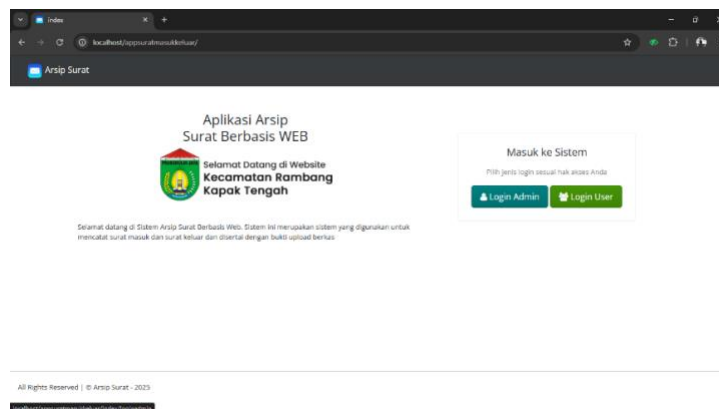 index
localhost/appsuratmasukkeluar/
Arsip Surat
Aplikasi Arsip
Surat Berbasis WEB
Selamat Datang di Website
Kecamatan Rambang
Kapak Tengah
Selamat datang di Sistem Arsip Surat Berbasis Web. Sistem ini merupakan sistem yang digunakan untuk
mencatat surat masuk dan surat keluar dan disertai dengan bukti upload berkas
Masuk ke Sistem
Pilih jenis login sesuai hak akses Anda
Login Admin
Login User
All Rights Reserved | © Arsip Surat - 2025